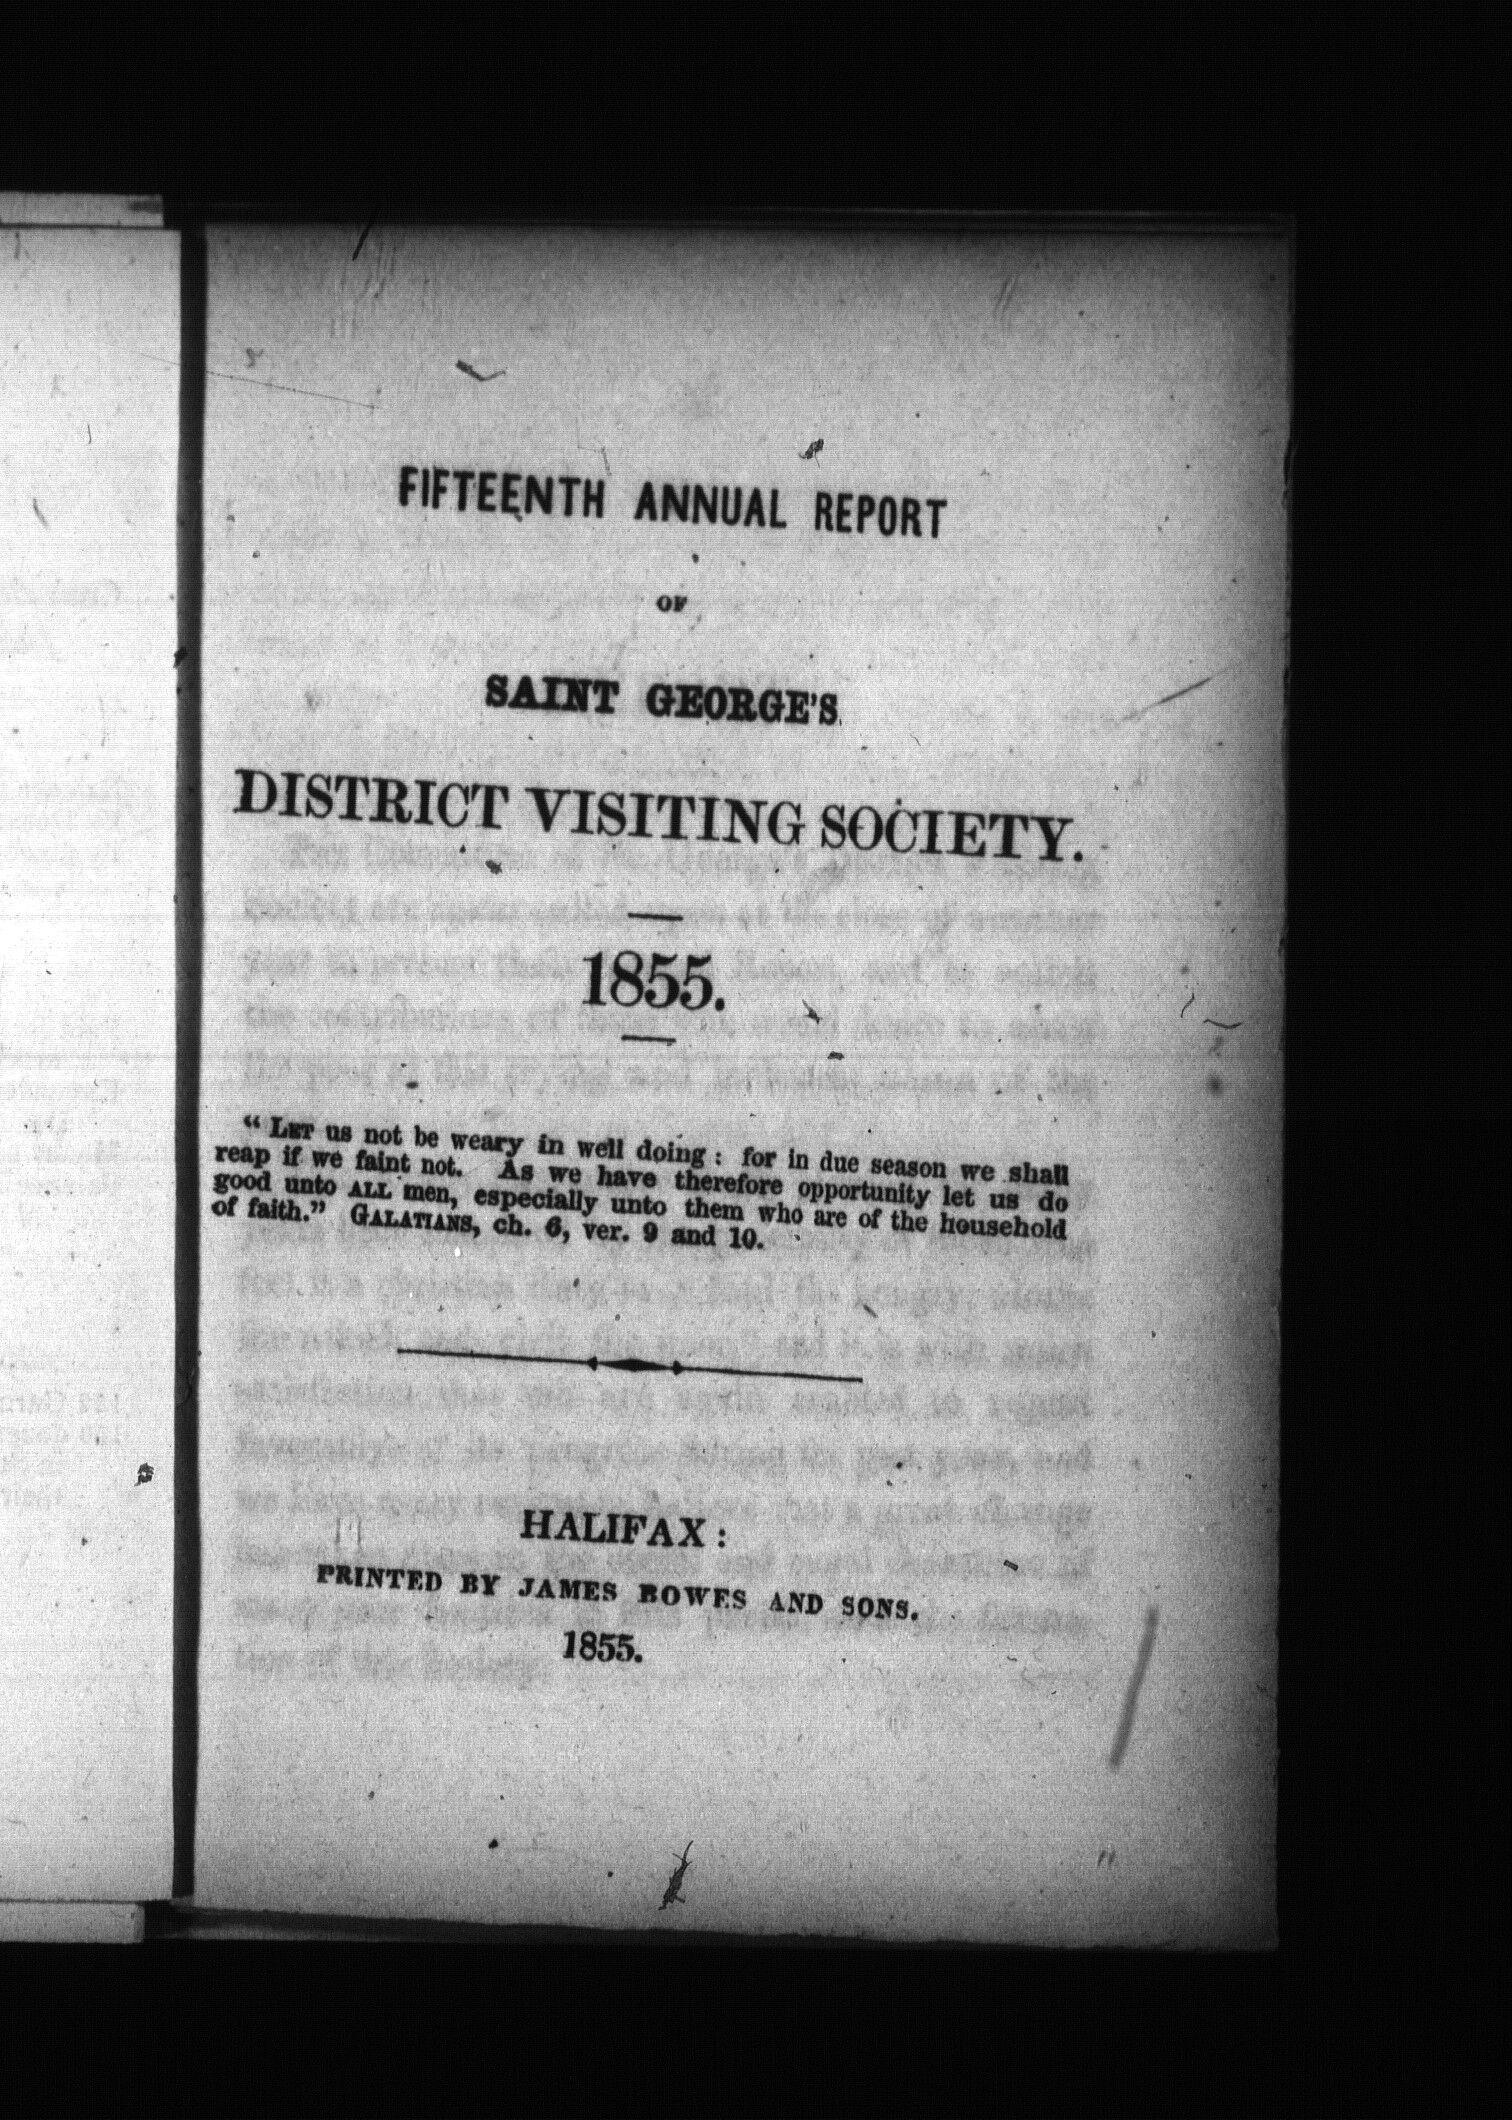 FIFTEENTH ANNUAL REPORT
OF
SAINT GEORGE'S
DISTRICT VISITING SOCIETY.
1855.
“ LET us not be weary in well doing : for in due season we shall
reap if we faint not. As we have therefore opportunity let us do
good unto ALL men, especially unto them who are of the household
of faith.” GALATIANS, ch. 6, ver. 9 and 10.
HALIFAX :
PRINTED BY JAMES BOWES AND SONS.
1855.